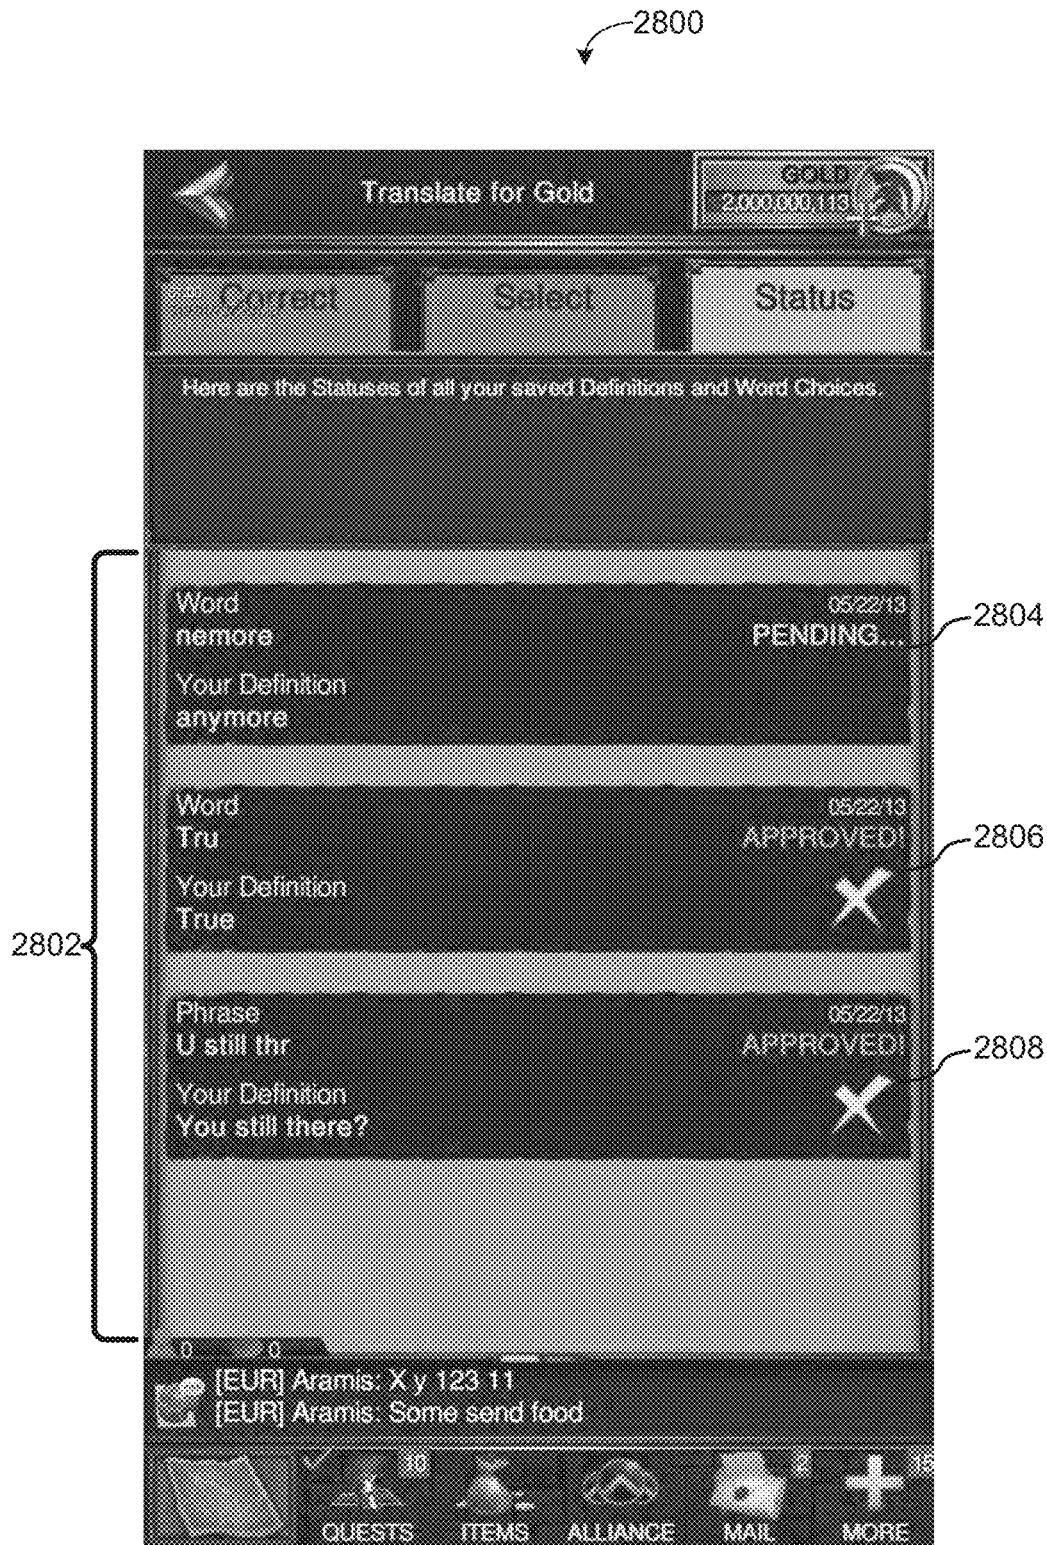 2800
Translate for Gold
GOLD
2,000,000,113
Correct
Select
Status
Here are the Statuses of all your saved Definitions and Word Choices.
Word
05/22/13
nemore
PENDING...
2804
Your Definition
anymore
Word
05/22/13
Tru
APPROVED!
2806
Your Definition
True
2802
Phrase
05/22/13
U still thr
APPROVED!
2808
Your Definition
You still there?
0
0
[EUR] Aramis: X y 123 11
[EUR] Aramis: Some send food
10
2
QUESTS
ITEMS
ALLIANCE
MAIL
MORE